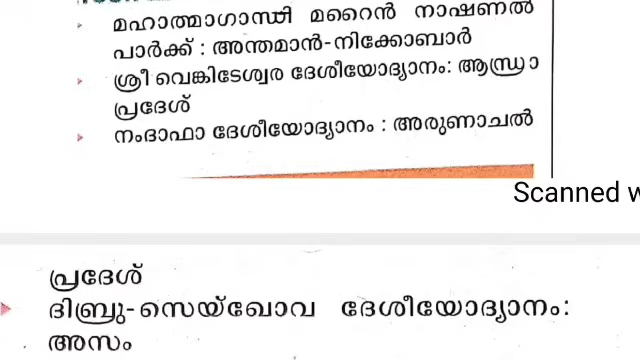 മഹാത്മാഗാന്ധി മറൈൻ നാഷണൽ
പാർക്ക് : അന്തമാൻ-നിക്കോബാർ
ശ്രീ വെങ്കിടേശ്വര ദേശീയോദ്യാനം: ആന്ധ്രാ
പ്രദേശ്
നംദാഫാ ദേശീയോദ്യാനം : അരുണാചൽ
Scanned
പ്രദേശ്
ദിബ്രു-സെയ്ഖോവ ദേശീയോദ്യാനം:
അസം